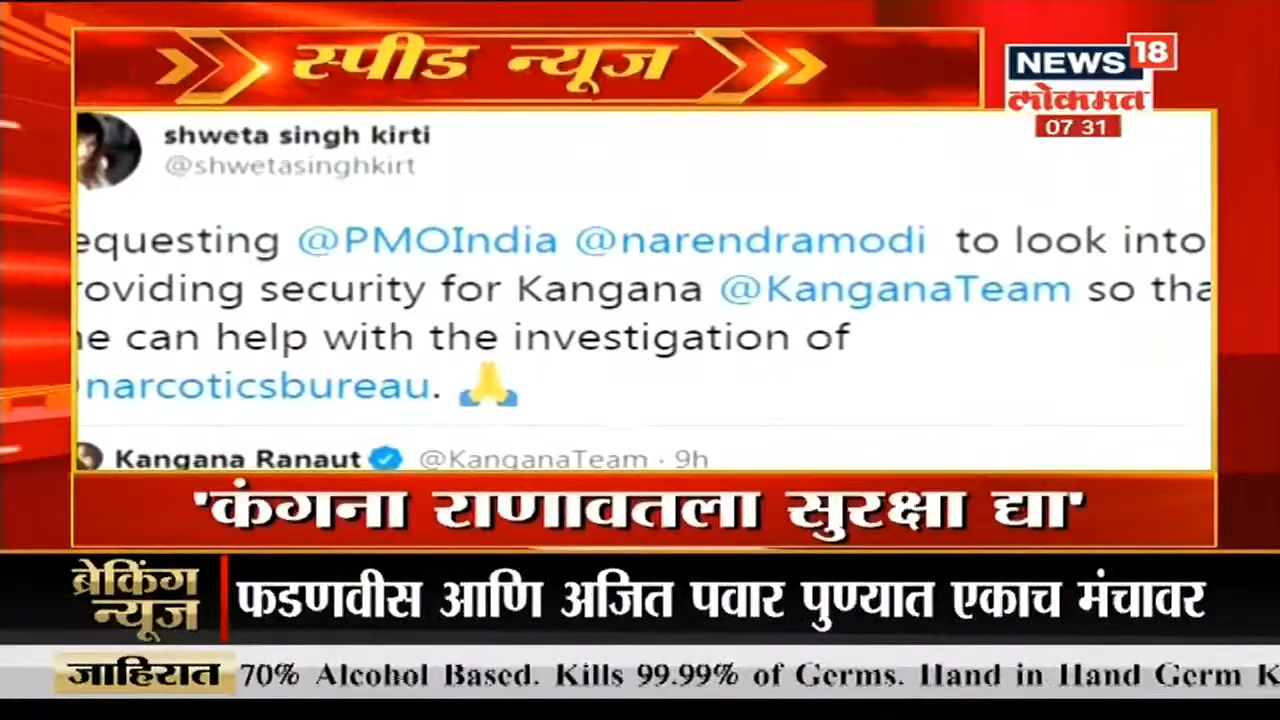 स्पीड न्यूज
NEWS 18
लोकमत
07 31
shweta singh kirti
@shwetasinghkirt
equesting @PMOIndia @narendramodi to look into
roviding security for Kangana @KanganaTeam so tha
e can help with the investigation of
narcoticsbureau. 🙏
Kangana Ranaut @KanganaTeam · 9h
'कंगना राणावतला सुरक्षा द्या'
ब्रेकिंग
न्यूज
फडणवीस आणि अजित पवार पुण्यात एकाच मंचावर
जाहिरात
70% Alcohol Based. Kills 99.99% of Germs. Hand in Hand Germ K